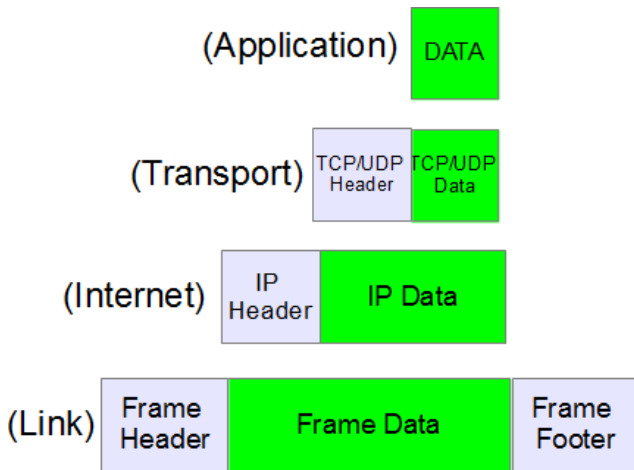 (Application)
DATA
(Transport)
TCP/UDP
Header
TCP/UDP
Data
(Internet)
IP
Header
IP Data
(Link)
Frame
Header
Frame Data
Frame
Footer